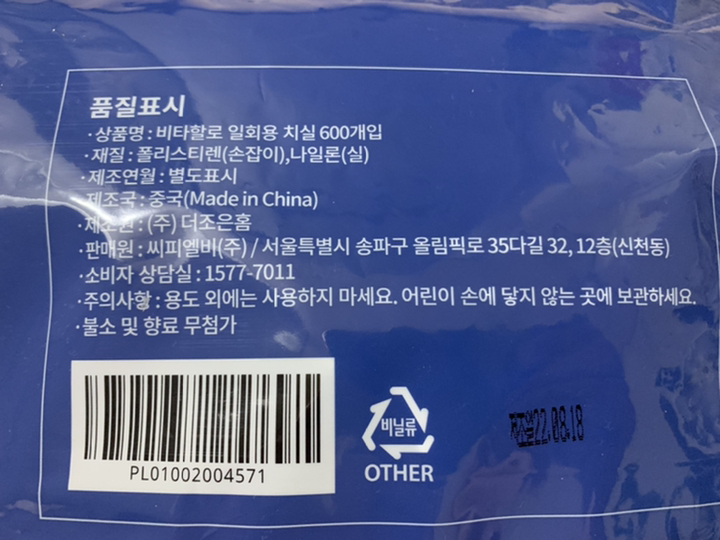 품질표시
·상품명 : 비타할로 일회용 치실 600개입
·재질 : 폴리스티렌(손잡이),나일론(실)
·제조연월 : 별도표시
·제조국 : 중국(Made in China)
·제조원 : (주) 더조은홈
·판매원 : 씨피엘비(주) / 서울특별시 송파구 올림픽로 35다길 32, 12층(신천동)
·소비자 상담실 : 1577-7011
·주의사항 : 용도 외에는 사용하지 마세요. 어린이 손에 닿지 않는 곳에 보관하세요.
·불소 및 향료 무첨가
PL01002004571
비닐류
OTHER
제조일22.08.18